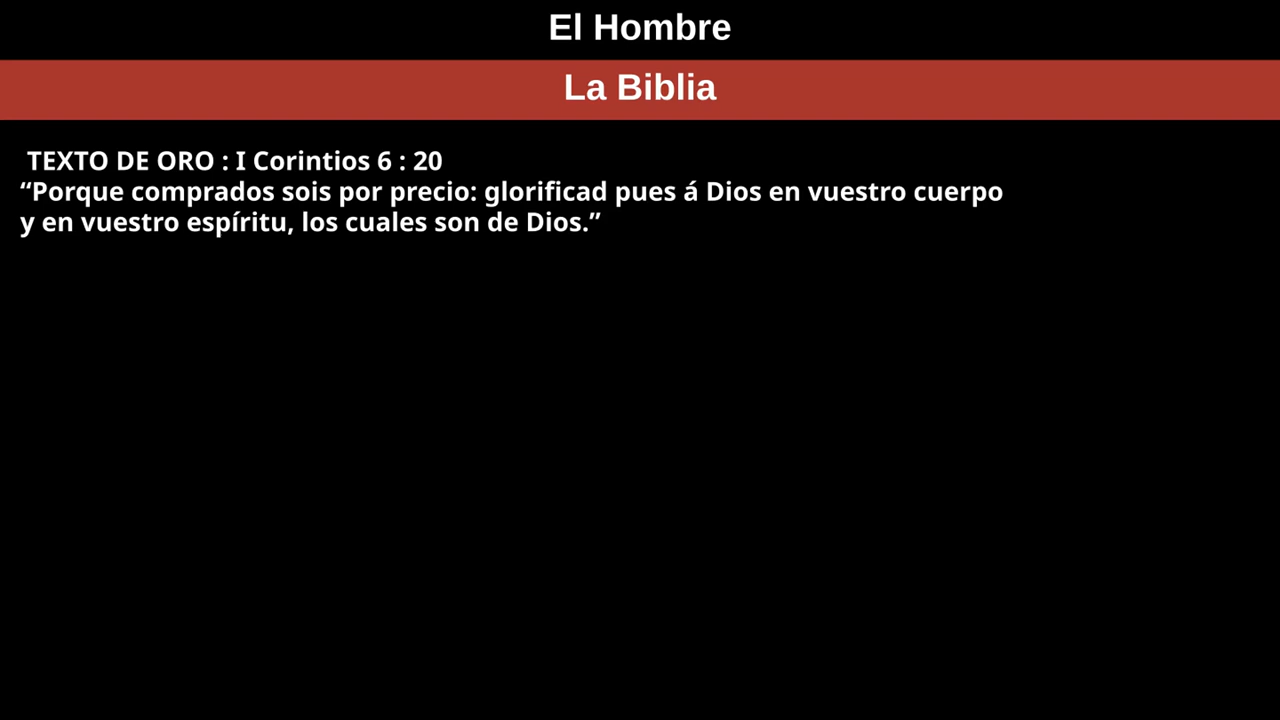 El Hombre
La Biblia
TEXTO DE ORO : I Corintios 6 : 20
“Porque comprados sois por precio: glorificad pues á Dios en vuestro cuerpo
y en vuestro espíritu, los cuales son de Dios.”